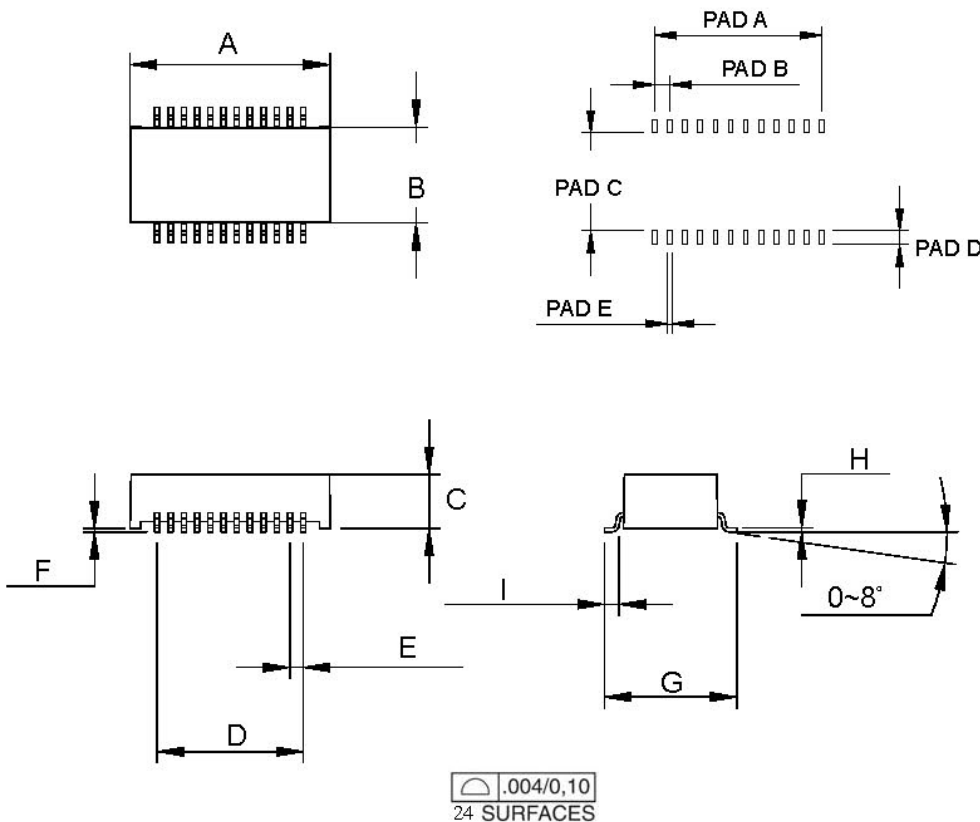 A
PAD A
PAD B
B
PAD C
PAD D
PAD E
C
H
F
I
0~8°
E
G
D
.004/0,10
24 SURFACES